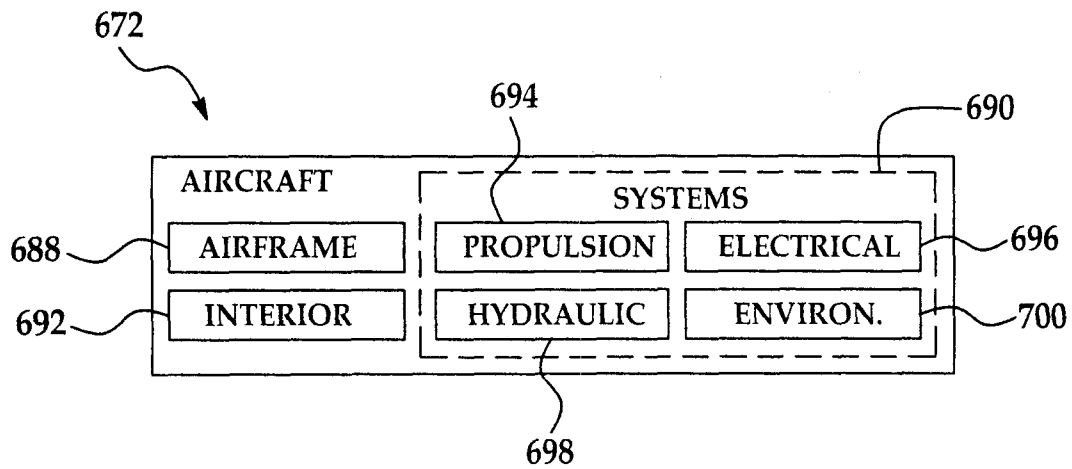 672
694
690
AIRCRAFT
SYSTEMS
688
AIRFRAME
PROPULSION
ELECTRICAL
696
692
INTERIOR
HYDRAULIC
ENVIRON.
700
698